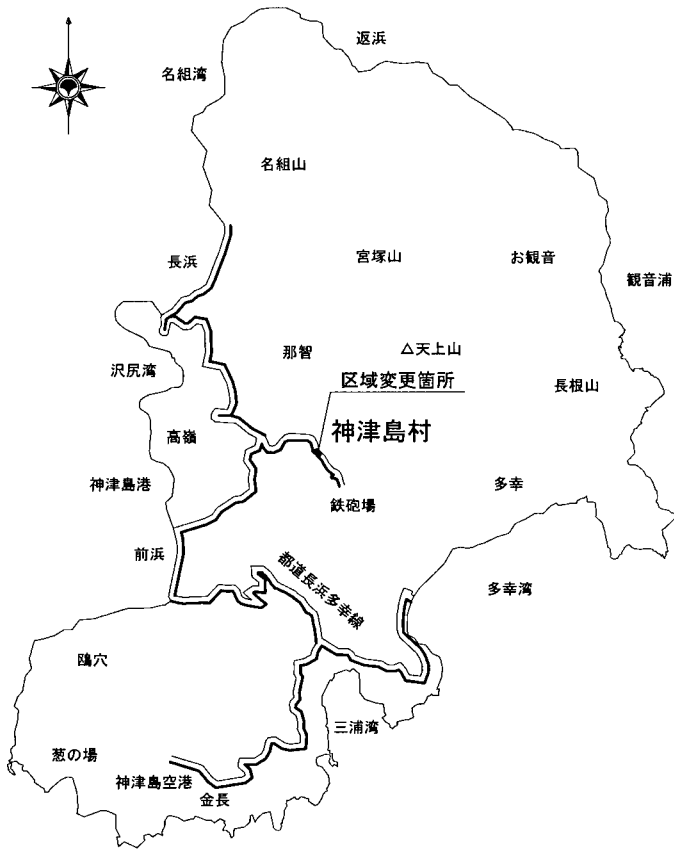 返浜
名組湾
名組山
長浜
宮塚山
お観音
観音浦
沢尻湾
那智
△天上山
区域変更箇所
長根山
高嶺
神津島村
神津島港
鉄砲場
多幸
前浜
都道長浜多幸線
多幸湾
鴎穴
三浦湾
葱の場
神津島空港
金長